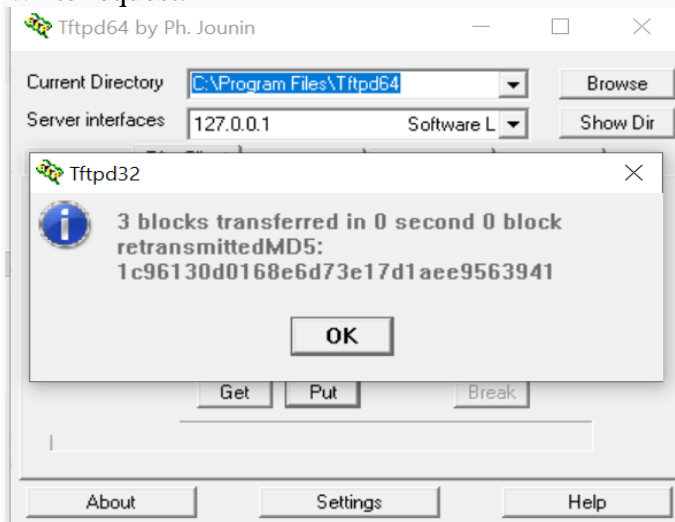 Tftpd64 by Ph. Jounin
Current Directory C:\Program Files\Tftpd64 Browse
Server interfaces 127.0.0.1 Software L Show Dir
Tftpd32
3 blocks transferred in 0 second 0 block
retransmittedMD5:
1c96130d0168e6d73e17d1aee9563941
OK
Get Put Break
About Settings Help